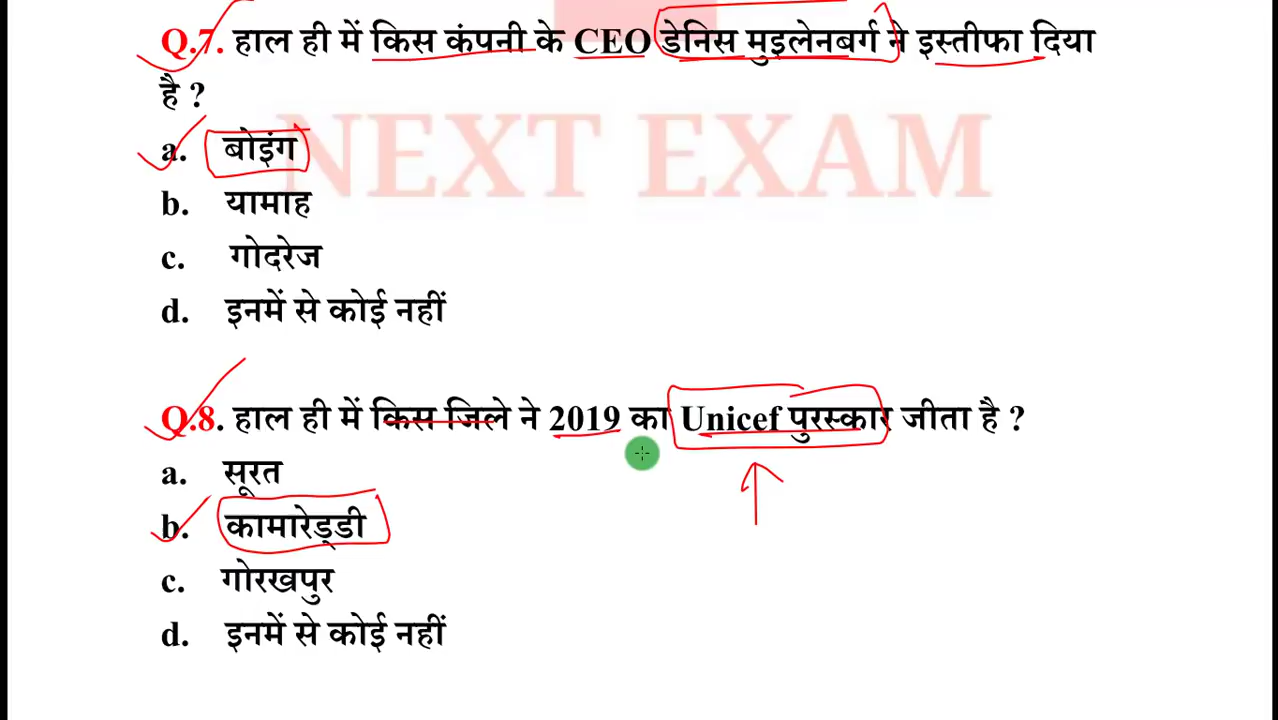 Q.7. हाल ही में किस कंपनी के CEO डेनिस मुइलेनबर्ग ने इस्तीफा दिया
है ?
NEXT EXAM
a. बोइंग
b. यामाह
c. गोदरेज
d. इनमें से कोई नहीं
Q.8. हाल ही में किस जिले ने 2019 का Unicef पुरस्कार जीता है ?
a. सूरत
b. कामारेड्डी
c. गोरखपुर
d. इनमें से कोई नहीं